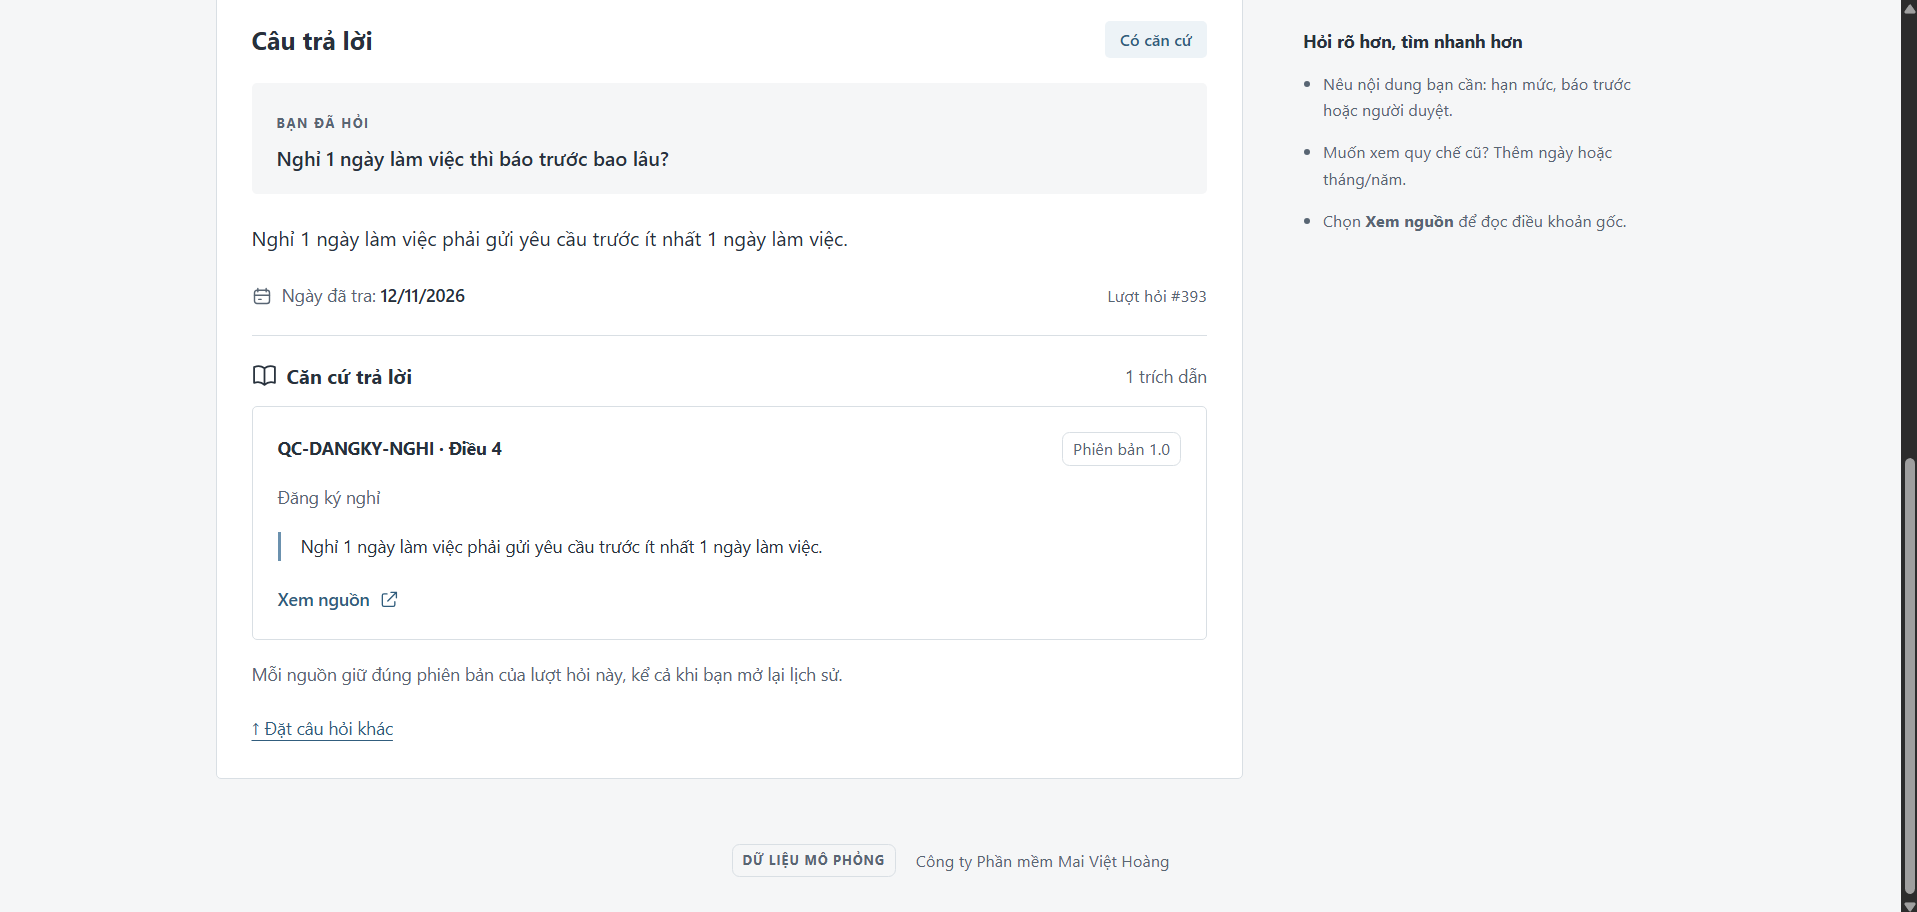 Câu trả lời
Có căn cứ
BẠN ĐÃ HỎI
Nghỉ 1 ngày làm việc thì báo trước bao lâu?
Nghỉ 1 ngày làm việc phải gửi yêu cầu trước ít nhất 1 ngày làm việc.
Ngày đã tra: 12/11/2026
Lượt hỏi #393
Căn cứ trả lời
1 trích dẫn
QC-DANGKY-NGHI · Điều 4
Phiên bản 1.0
Đăng ký nghỉ
Nghỉ 1 ngày làm việc phải gửi yêu cầu trước ít nhất 1 ngày làm việc.
Xem nguồn
Mỗi nguồn giữ đúng phiên bản của lượt hỏi này, kể cả khi bạn mở lại lịch sử.
↑ Đặt câu hỏi khác
Hỏi rõ hơn, tìm nhanh hơn
• Nêu nội dung bạn cần: hạn mức, báo trước
hoặc người duyệt.
• Muốn xem quy chế cũ? Thêm ngày hoặc
tháng/năm.
• Chọn Xem nguồn để đọc điều khoản gốc.
DỮ LIỆU MÔ PHỎNG
Công ty Phần mềm Mai Việt Hoàng